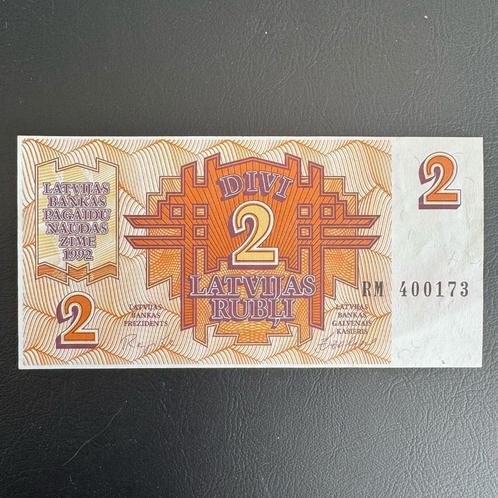 LATVIJAS
BANKAS
PAGAIDU
NAUDAS
ZĪME
1992
2
DIVI
2
LATVIJAS
RUBĻI
LATVIJAS
BANKAS
PREZIDENTS
LATVIJAS
BANKAS
GALVENAIS
KASIERIS
2
RM 400173